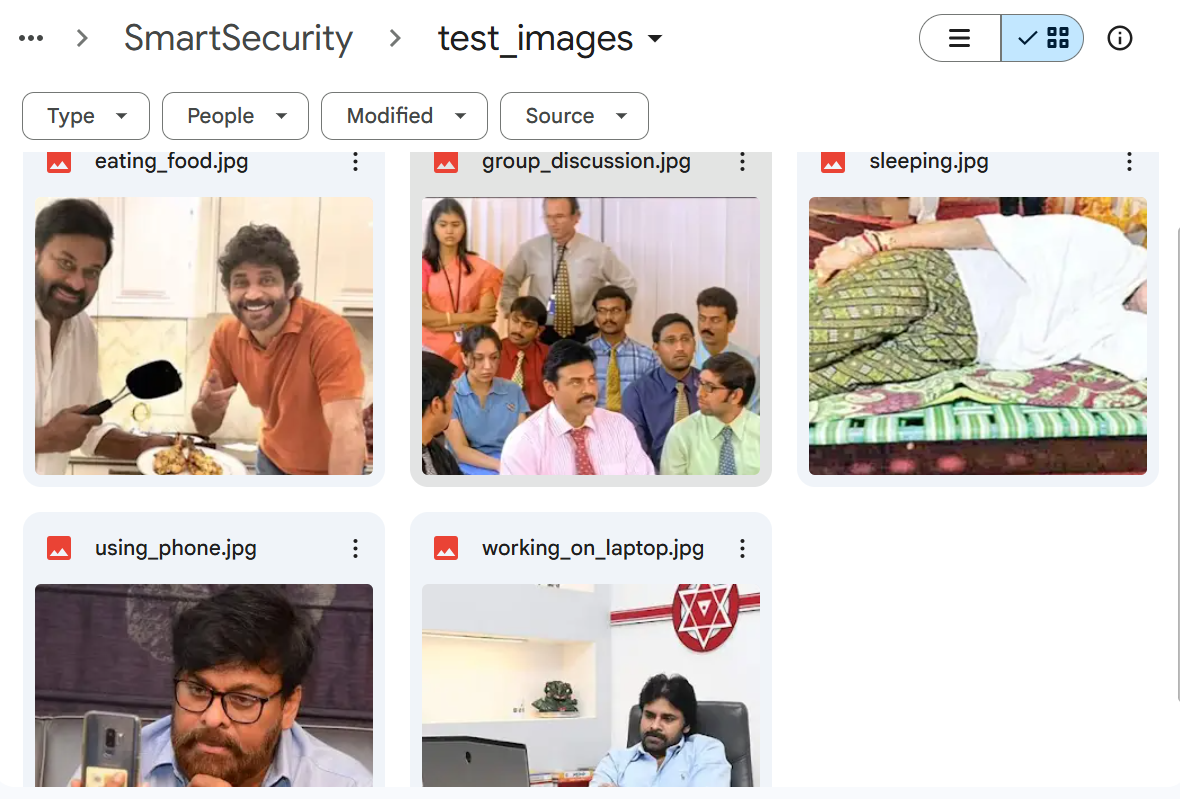 SmartSecurity test_images
Type People Modified Source
eating_food.jpg group_discussion.jpg sleeping.jpg
using_phone.jpg working_on_laptop.jpg